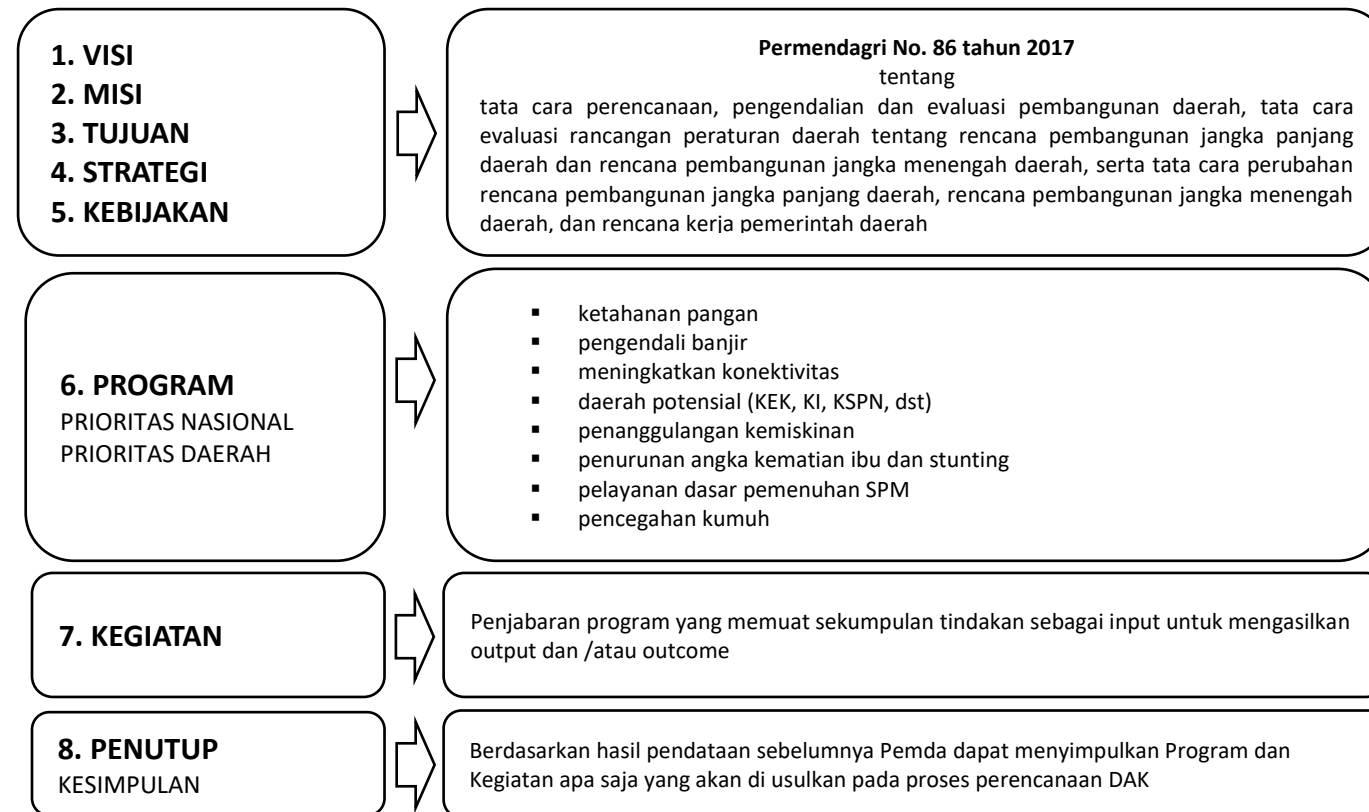 1. VISI
2. MISI
3. TUJUAN
4. STRATEGI
5. KEBIJAKAN
Permendagri No. 86 tahun 2017
tentang
tata cara perencanaan, pengendalian dan evaluasi pembangunan daerah, tata cara
evaluasi rancangan peraturan daerah tentang rencana pembangunan jangka panjang
daerah dan rencana pembangunan jangka menengah daerah, serta tata cara perubahan
rencana pembangunan jangka panjang daerah, rencana pembangunan jangka menengah
daerah, dan rencana kerja pemerintah daerah
6. PROGRAM
PRIORITAS NASIONAL
PRIORITAS DAERAH
▪ ketahanan pangan
▪ pengendali banjir
▪ meningkatkan konektivitas
▪ daerah potensial (KEK, KI, KSPN, dst)
▪ penanggulangan kemiskinan
▪ penurunan angka kematian ibu dan stunting
▪ pelayanan dasar pemenuhan SPM
▪ pencegahan kumuh
7. KEGIATAN
Penjabaran program yang memuat sekumpulan tindakan sebagai input untuk mengasilkan
output dan /atau outcome
8. PENUTUP
KESIMPULAN
Berdasarkan hasil pendataan sebelumnya Pemda dapat menyimpulkan Program dan
Kegiatan apa saja yang akan di usulkan pada proses perencanaan DAK